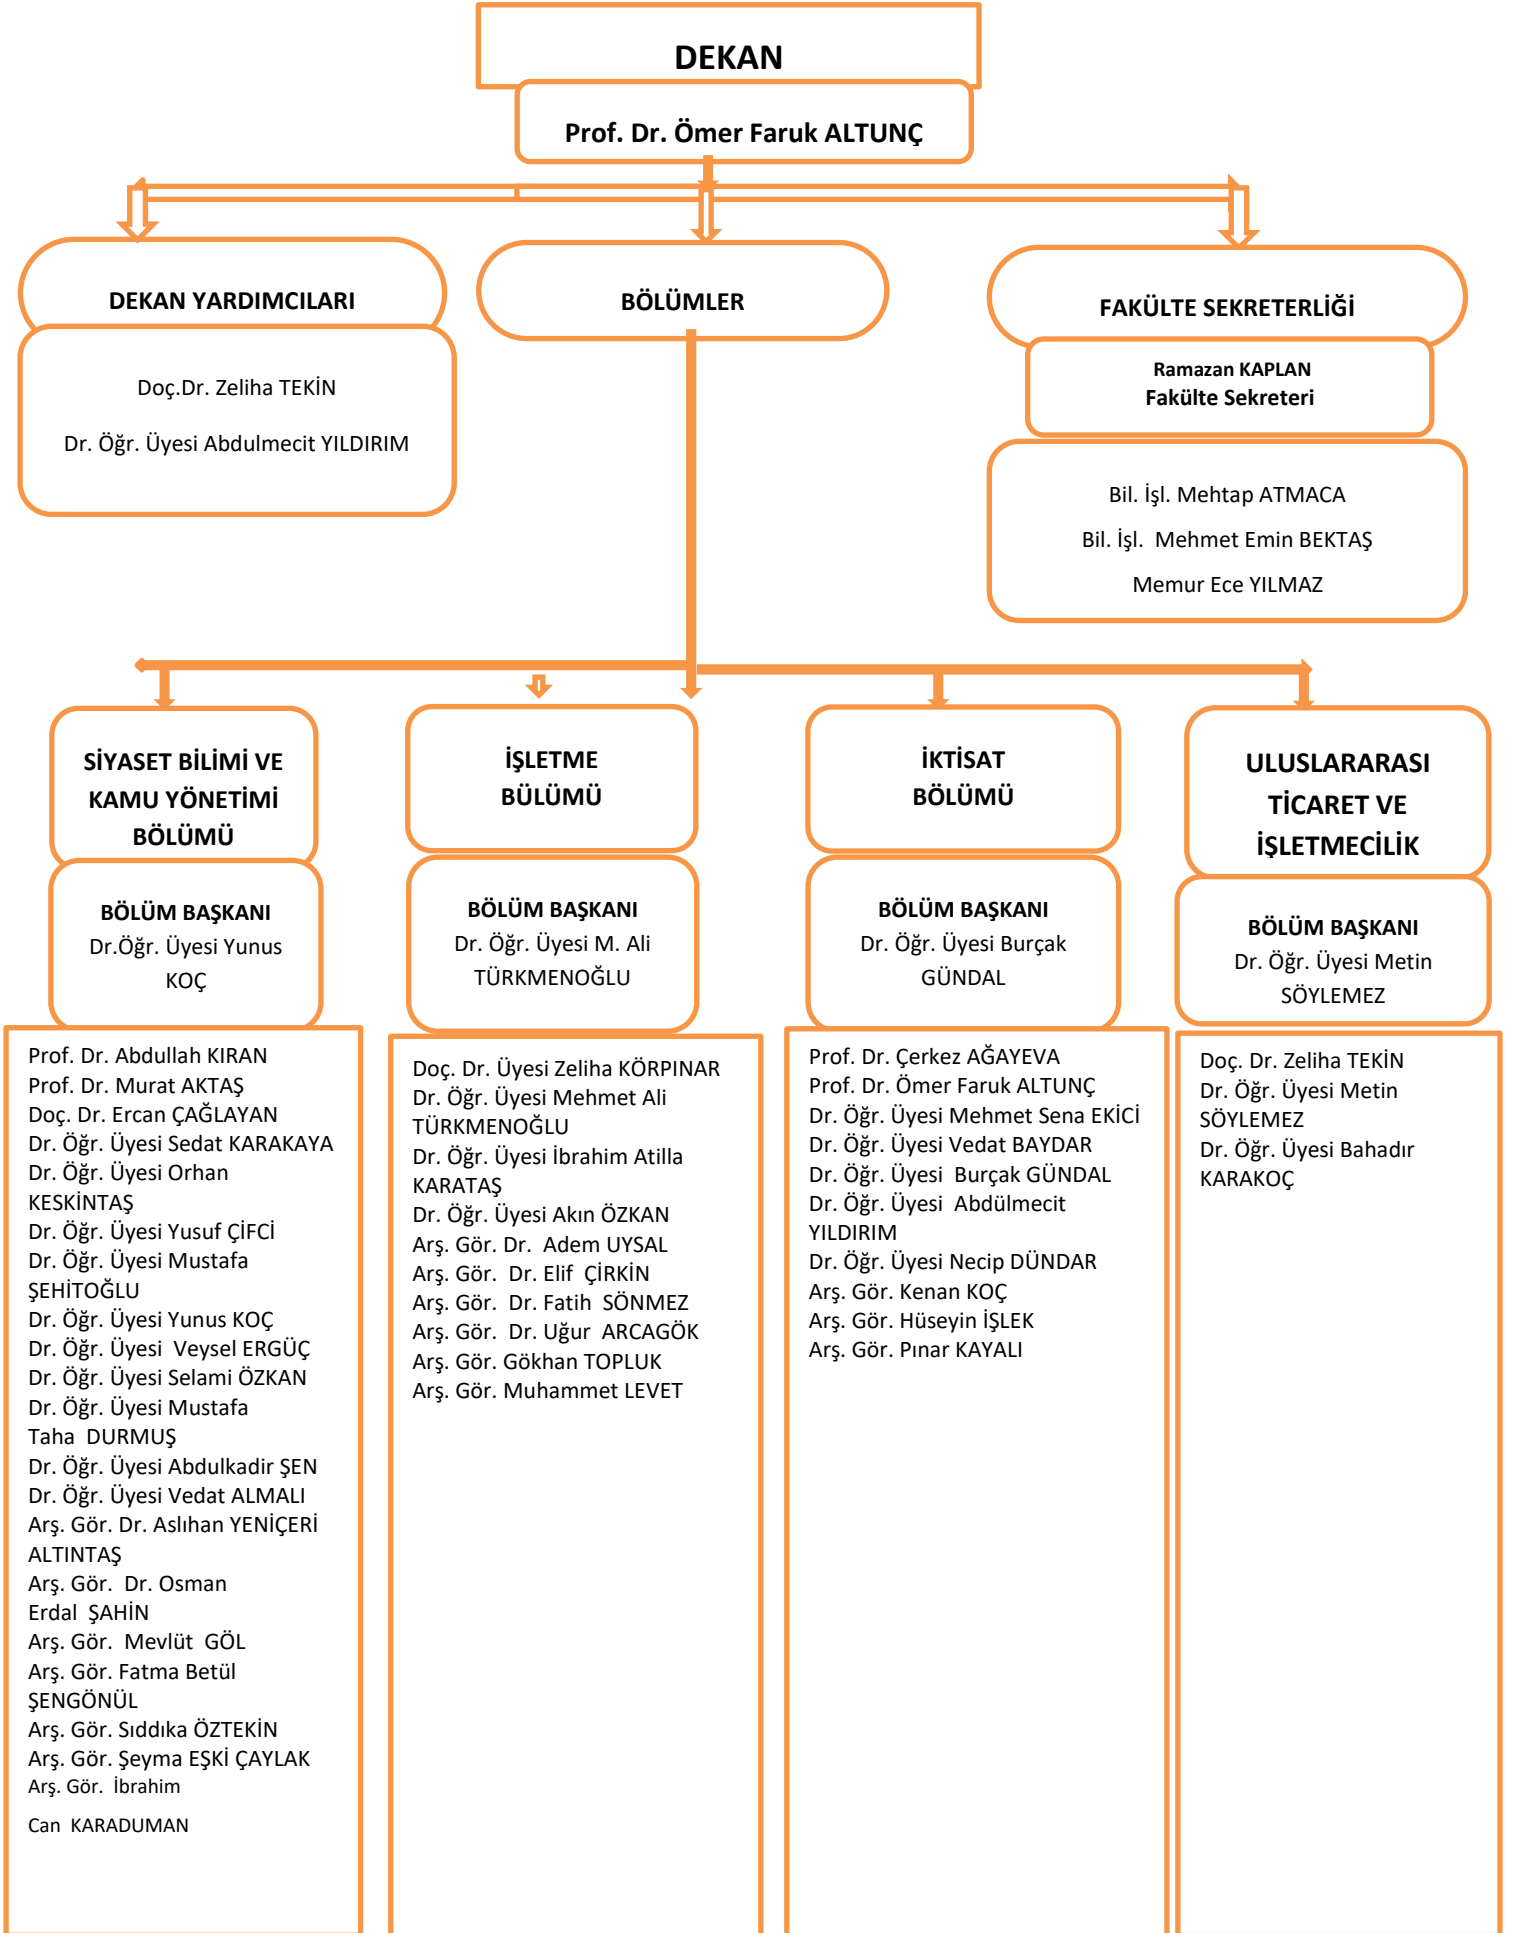 DEKAN
Prof. Dr. Ömer Faruk ALTUNÇ
DEKAN YARDIMCILARI
Doç.Dr. Zeliha TEKİN
Dr. Öğr. Üyesi Abdulmecit YILDIRIM
BÖLÜMLER
FAKÜLTE SEKRETERLİĞİ
Ramazan KAPLAN
Fakülte Sekreteri
Bil. İşl. Mehtap ATMACA
Bil. İşl.  Mehmet Emin BEKTAŞ
Memur Ece YILMAZ
SİYASET BİLİMİ VE
KAMU YÖNETİMİ
BÖLÜMÜ
BÖLÜM BAŞKANI
Dr.Öğr. Üyesi Yunus
KOÇ
Prof. Dr. Abdullah KIRAN
Prof. Dr. Murat AKTAŞ
Doç. Dr. Ercan ÇAĞLAYAN
Dr. Öğr. Üyesi Sedat KARAKAYA
Dr. Öğr. Üyesi Orhan
KESKİNTAŞ
Dr. Öğr. Üyesi Yusuf ÇİFCİ
Dr. Öğr. Üyesi Mustafa
ŞEHİTOĞLU
Dr. Öğr. Üyesi Yunus KOÇ
Dr. Öğr. Üyesi  Veysel ERGÜÇ
Dr. Öğr. Üyesi Selami ÖZKAN
Dr. Öğr. Üyesi Mustafa
Taha  DURMUŞ
Dr. Öğr. Üyesi Abdulkadir ŞEN
Dr. Öğr. Üyesi Vedat ALMALI
Arş. Gör. Dr. Aslıhan YENİÇERİ
ALTINTAŞ
Arş. Gör.  Dr. Osman
Erdal  ŞAHİN
Arş. Gör.  Mevlüt  GÖL
Arş. Gör. Fatma Betül
ŞENGÖNÜL
Arş. Gör. Sıddıka ÖZTEKİN
Arş. Gör. Şeyma EŞKİ ÇAYLAK
Arş. Gör.  İbrahim
Can  KARADUMAN
İŞLETME
BÜLÜMÜ
BÖLÜM BAŞKANI
Dr. Öğr. Üyesi M. Ali
TÜRKMENOĞLU
Doç. Dr. Üyesi Zeliha KÖRPINAR
Dr. Öğr. Üyesi Mehmet Ali
TÜRKMENOĞLU
Dr. Öğr. Üyesi İbrahim Atilla
KARATAŞ
Dr. Öğr. Üyesi Akın ÖZKAN
Arş. Gör. Dr.  Adem UYSAL
Arş. Gör.  Dr. Elif  ÇİRKİN
Arş. Gör.  Dr. Fatih  SÖNMEZ
Arş. Gör.  Dr. Uğur  ARCAGÖK
Arş. Gör. Gökhan TOPLUK
Arş. Gör. Muhammet LEVET
İKTİSAT
BÖLÜMÜ
BÖLÜM BAŞKANI
Dr. Öğr. Üyesi Burçak
GÜNDAL
Prof. Dr. Çerkez AĞAYEVA
Prof. Dr. Ömer Faruk ALTUNÇ
Dr. Öğr. Üyesi Mehmet Sena EKİCİ
Dr. Öğr. Üyesi Vedat BAYDAR
Dr. Öğr. Üyesi  Burçak GÜNDAL
Dr. Öğr. Üyesi  Abdülmecit
YILDIRIM
Dr. Öğr. Üyesi Necip DÜNDAR
Arş. Gör. Kenan KOÇ
Arş. Gör. Hüseyin İŞLEK
Arş. Gör. Pınar KAYALI
ULUSLARARASI
TİCARET VE
İŞLETMECİLİK
BÖLÜM BAŞKANI
Dr. Öğr. Üyesi Metin
SÖYLEMEZ
Doç. Dr. Zeliha TEKİN
Dr. Öğr. Üyesi Metin
SÖYLEMEZ
Dr. Öğr. Üyesi Bahadır
KARAKOÇ